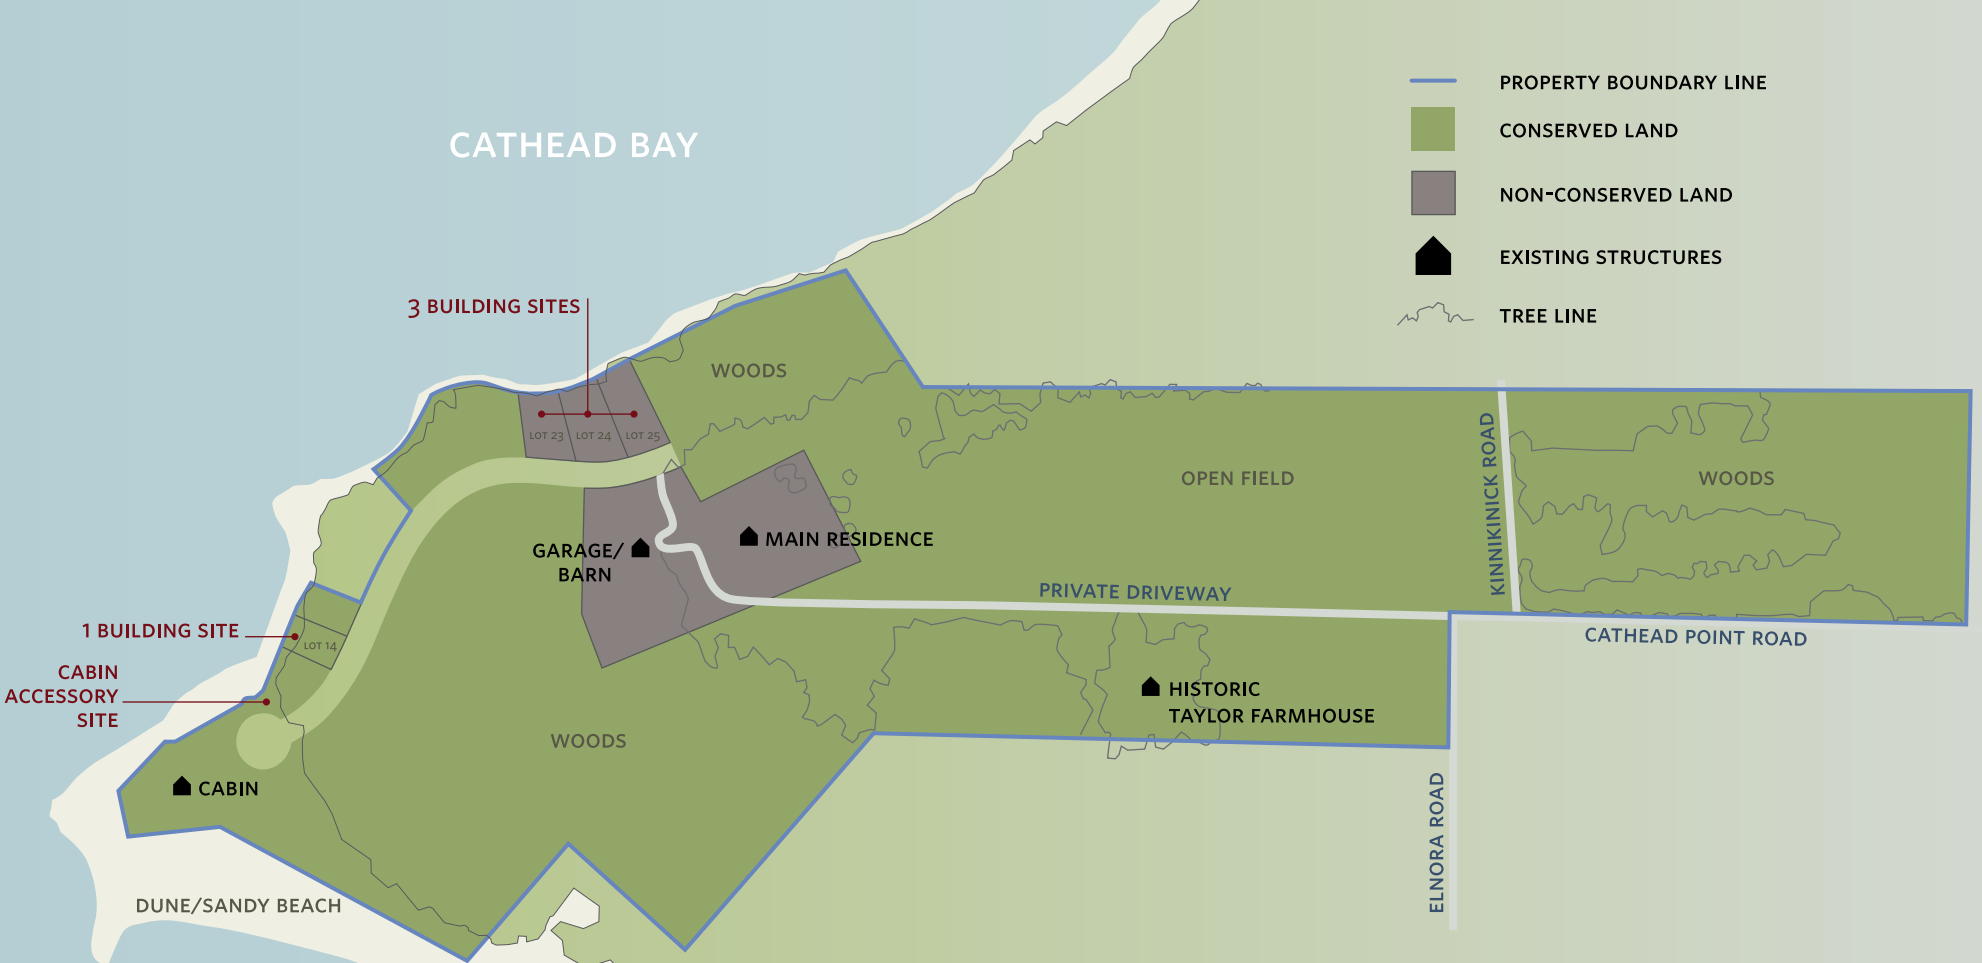 CATHEAD BAY
PROPERTY BOUNDARY LINE
CONSERVED LAND
NON-CONSERVED LAND
EXISTING STRUCTURES
TREE LINE
3 BUILDING SITES
WOODS
LOT 23
LOT 24
LOT 25
OPEN FIELD
KINNIKINICK ROAD
WOODS
GARAGE/
BARN
MAIN RESIDENCE
PRIVATE DRIVEWAY
CATHEAD POINT ROAD
1 BUILDING SITE
LOT 14
CABIN
ACCESSORY
SITE
HISTORIC
TAYLOR FARMHOUSE
WOODS
CABIN
ELNORA ROAD
DUNE/SANDY BEACH